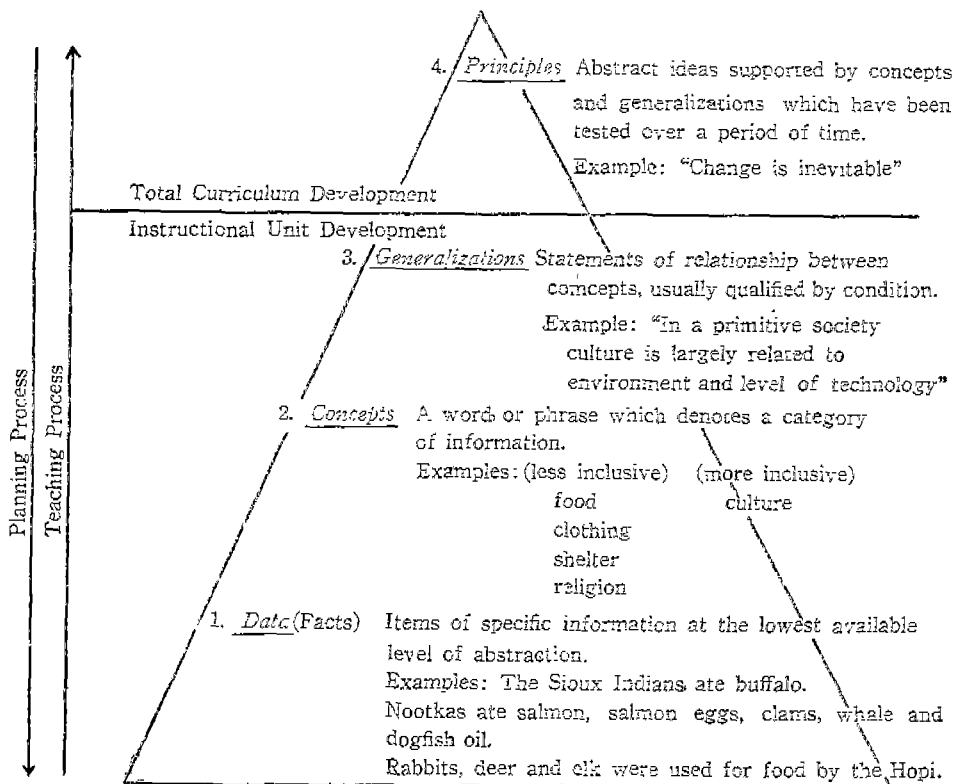 4. Principles Abstract ideas supported by concepts
and generalizations which have been
tested over a period of time.
Example: "Change is inevitable"
Total Curriculum Development
Instructional Unit Development
3. Generalizations Statements of relationship between
concepts, usually qualified by condition.
Example: "In a primitive society
culture is largely related to
environment and level of technology"
2. Concepts A word or phrase which denotes a category
of information.
Examples: (less inclusive) (more inclusive)
food culture
clothing
shelter
religion
1. Data (Facts) Items of specific information at the lowest available
level of abstraction.
Examples: The Sioux Indians ate buffalo.
Nootkas ate salmon, salmon eggs, clams, whale and
dogfish oil.
Rabbits, deer and elk were used for food by the Hopi.
Planning Process
Teaching Process